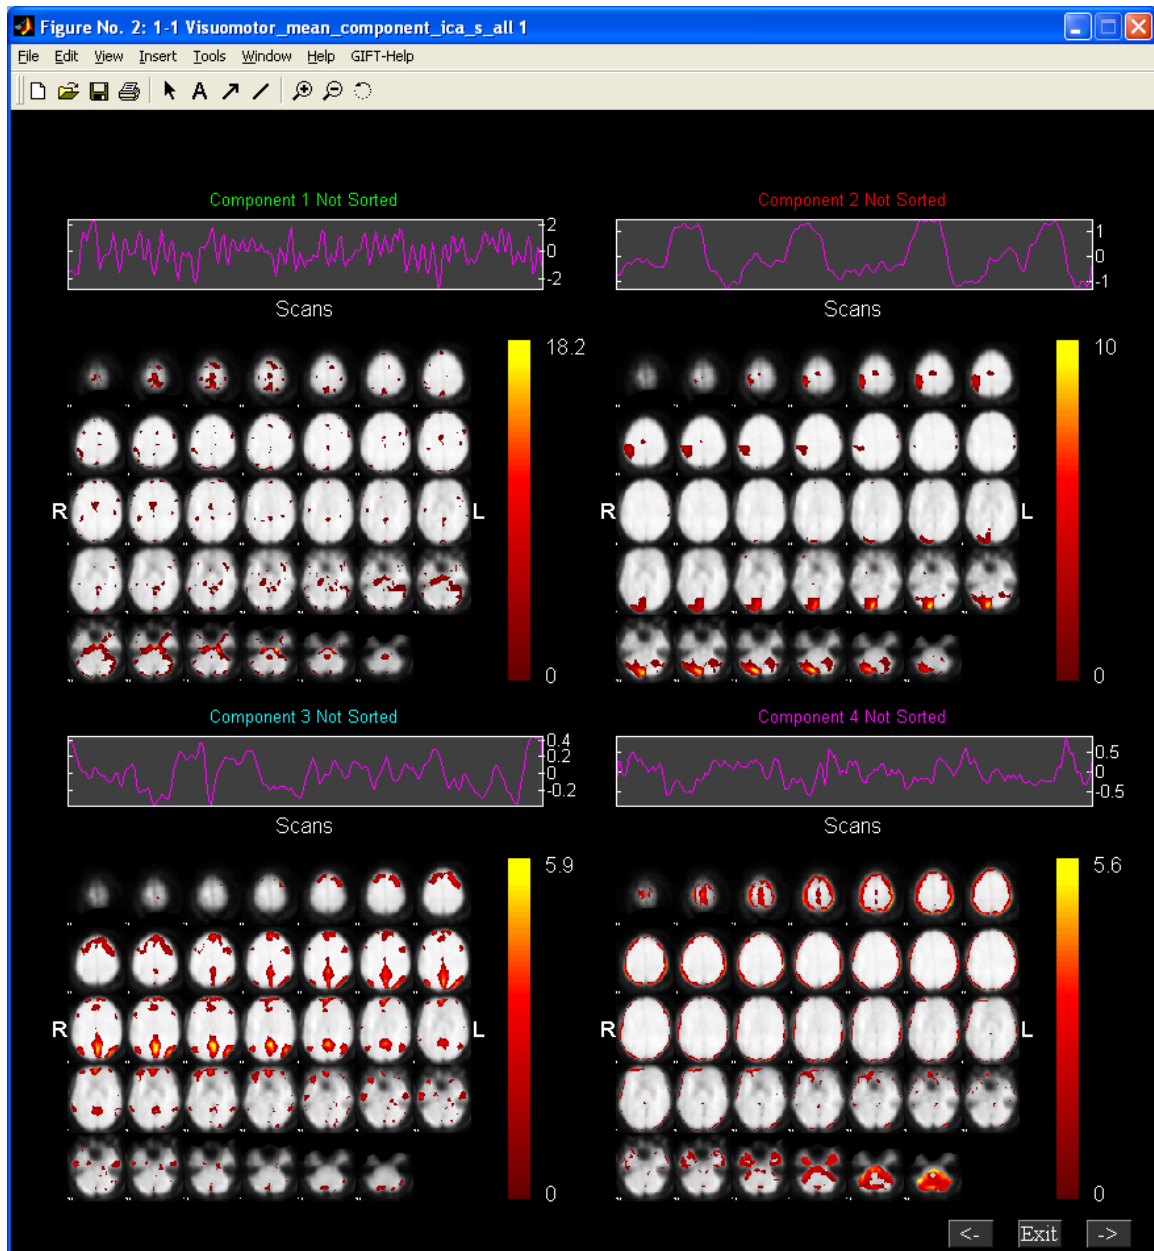 Figure No. 2: 1-1 Visuomotor_mean_component_ica_s_all 1
File Edit View Insert Tools Window Help GIFT-Help
A
Component 1 Not Sorted
2
0
-2
Scans
18.2
0
R
L
Component 2 Not Sorted
1
0
-1
Scans
10
0
R
L
Component 3 Not Sorted
0.4
0.2
0
-0.2
Scans
5.9
0
R
L
Component 4 Not Sorted
0.5
0
-0.5
Scans
5.6
0
R
L
<- Exit ->